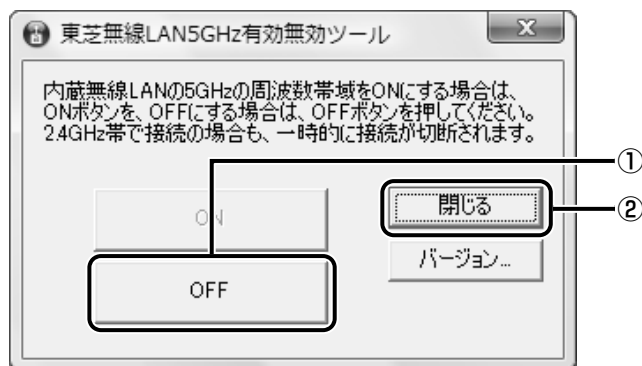 東芝無線LAN5GHz有効無効ツール
内蔵無線LANの5GHzの周波数帯域をONにする場合は、
ONボタンを、OFFにする場合は、OFFボタンを押してください。
2.4GHz帯で接続の場合も、一時的に接続が切断されます。
①
ON
閉じる
②
バージョン...
OFF